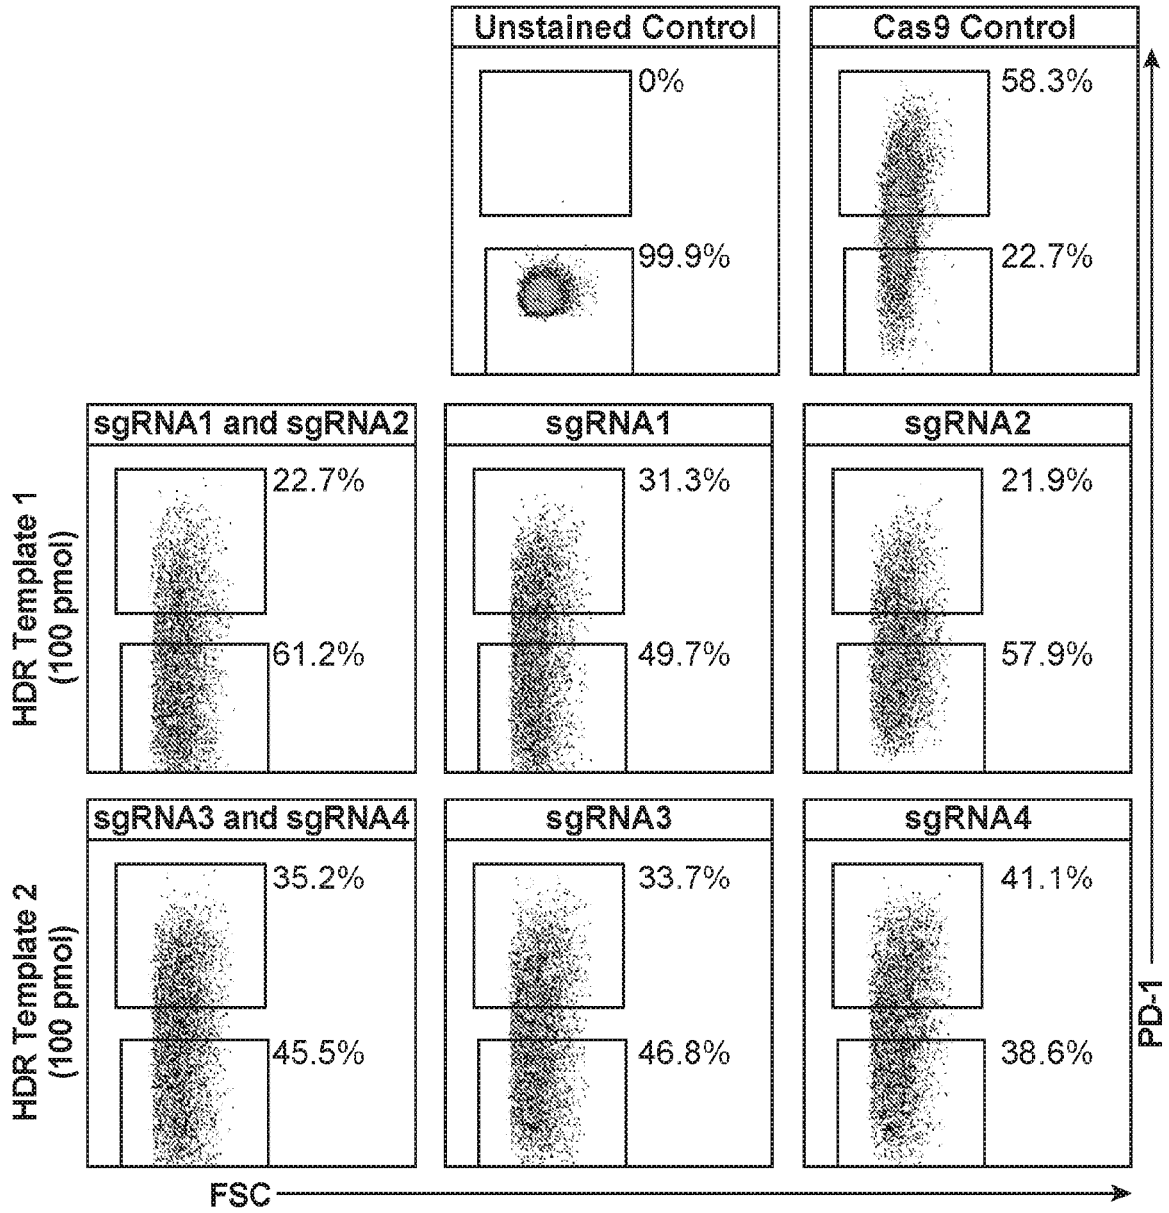 Unstained Control
0%
99.9%
Cas9 Control
58.3%
22.7%
HDR Template 1
(100 pmol)
sgRNA1 and sgRNA2
22.7%
61.2%
sgRNA1
31.3%
49.7%
sgRNA2
21.9%
57.9%
HDR Template 2
(100 pmol)
sgRNA3 and sgRNA4
35.2%
45.5%
sgRNA3
33.7%
46.8%
sgRNA4
41.1%
38.6%
PD-1
FSC